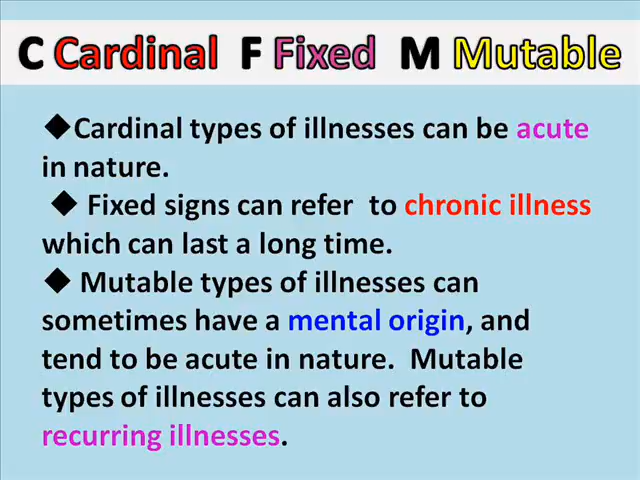 C Cardinal F Fixed M Mutable
◆Cardinal types of illnesses can be acute
in nature.
◆ Fixed signs can refer to chronic illness
which can last a long time.
◆ Mutable types of illnesses can
sometimes have a mental origin, and
tend to be acute in nature. Mutable
types of illnesses can also refer to
recurring illnesses.